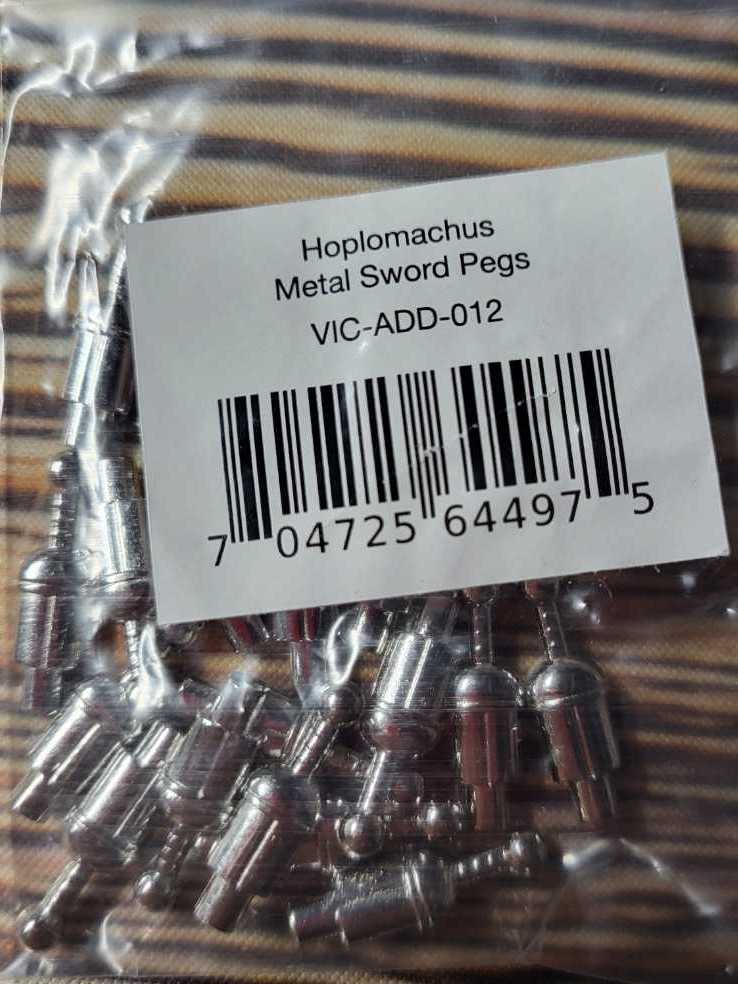 Hoplomachus
Metal Sword Pegs
VIC-ADD-012
7 04725 64497 5